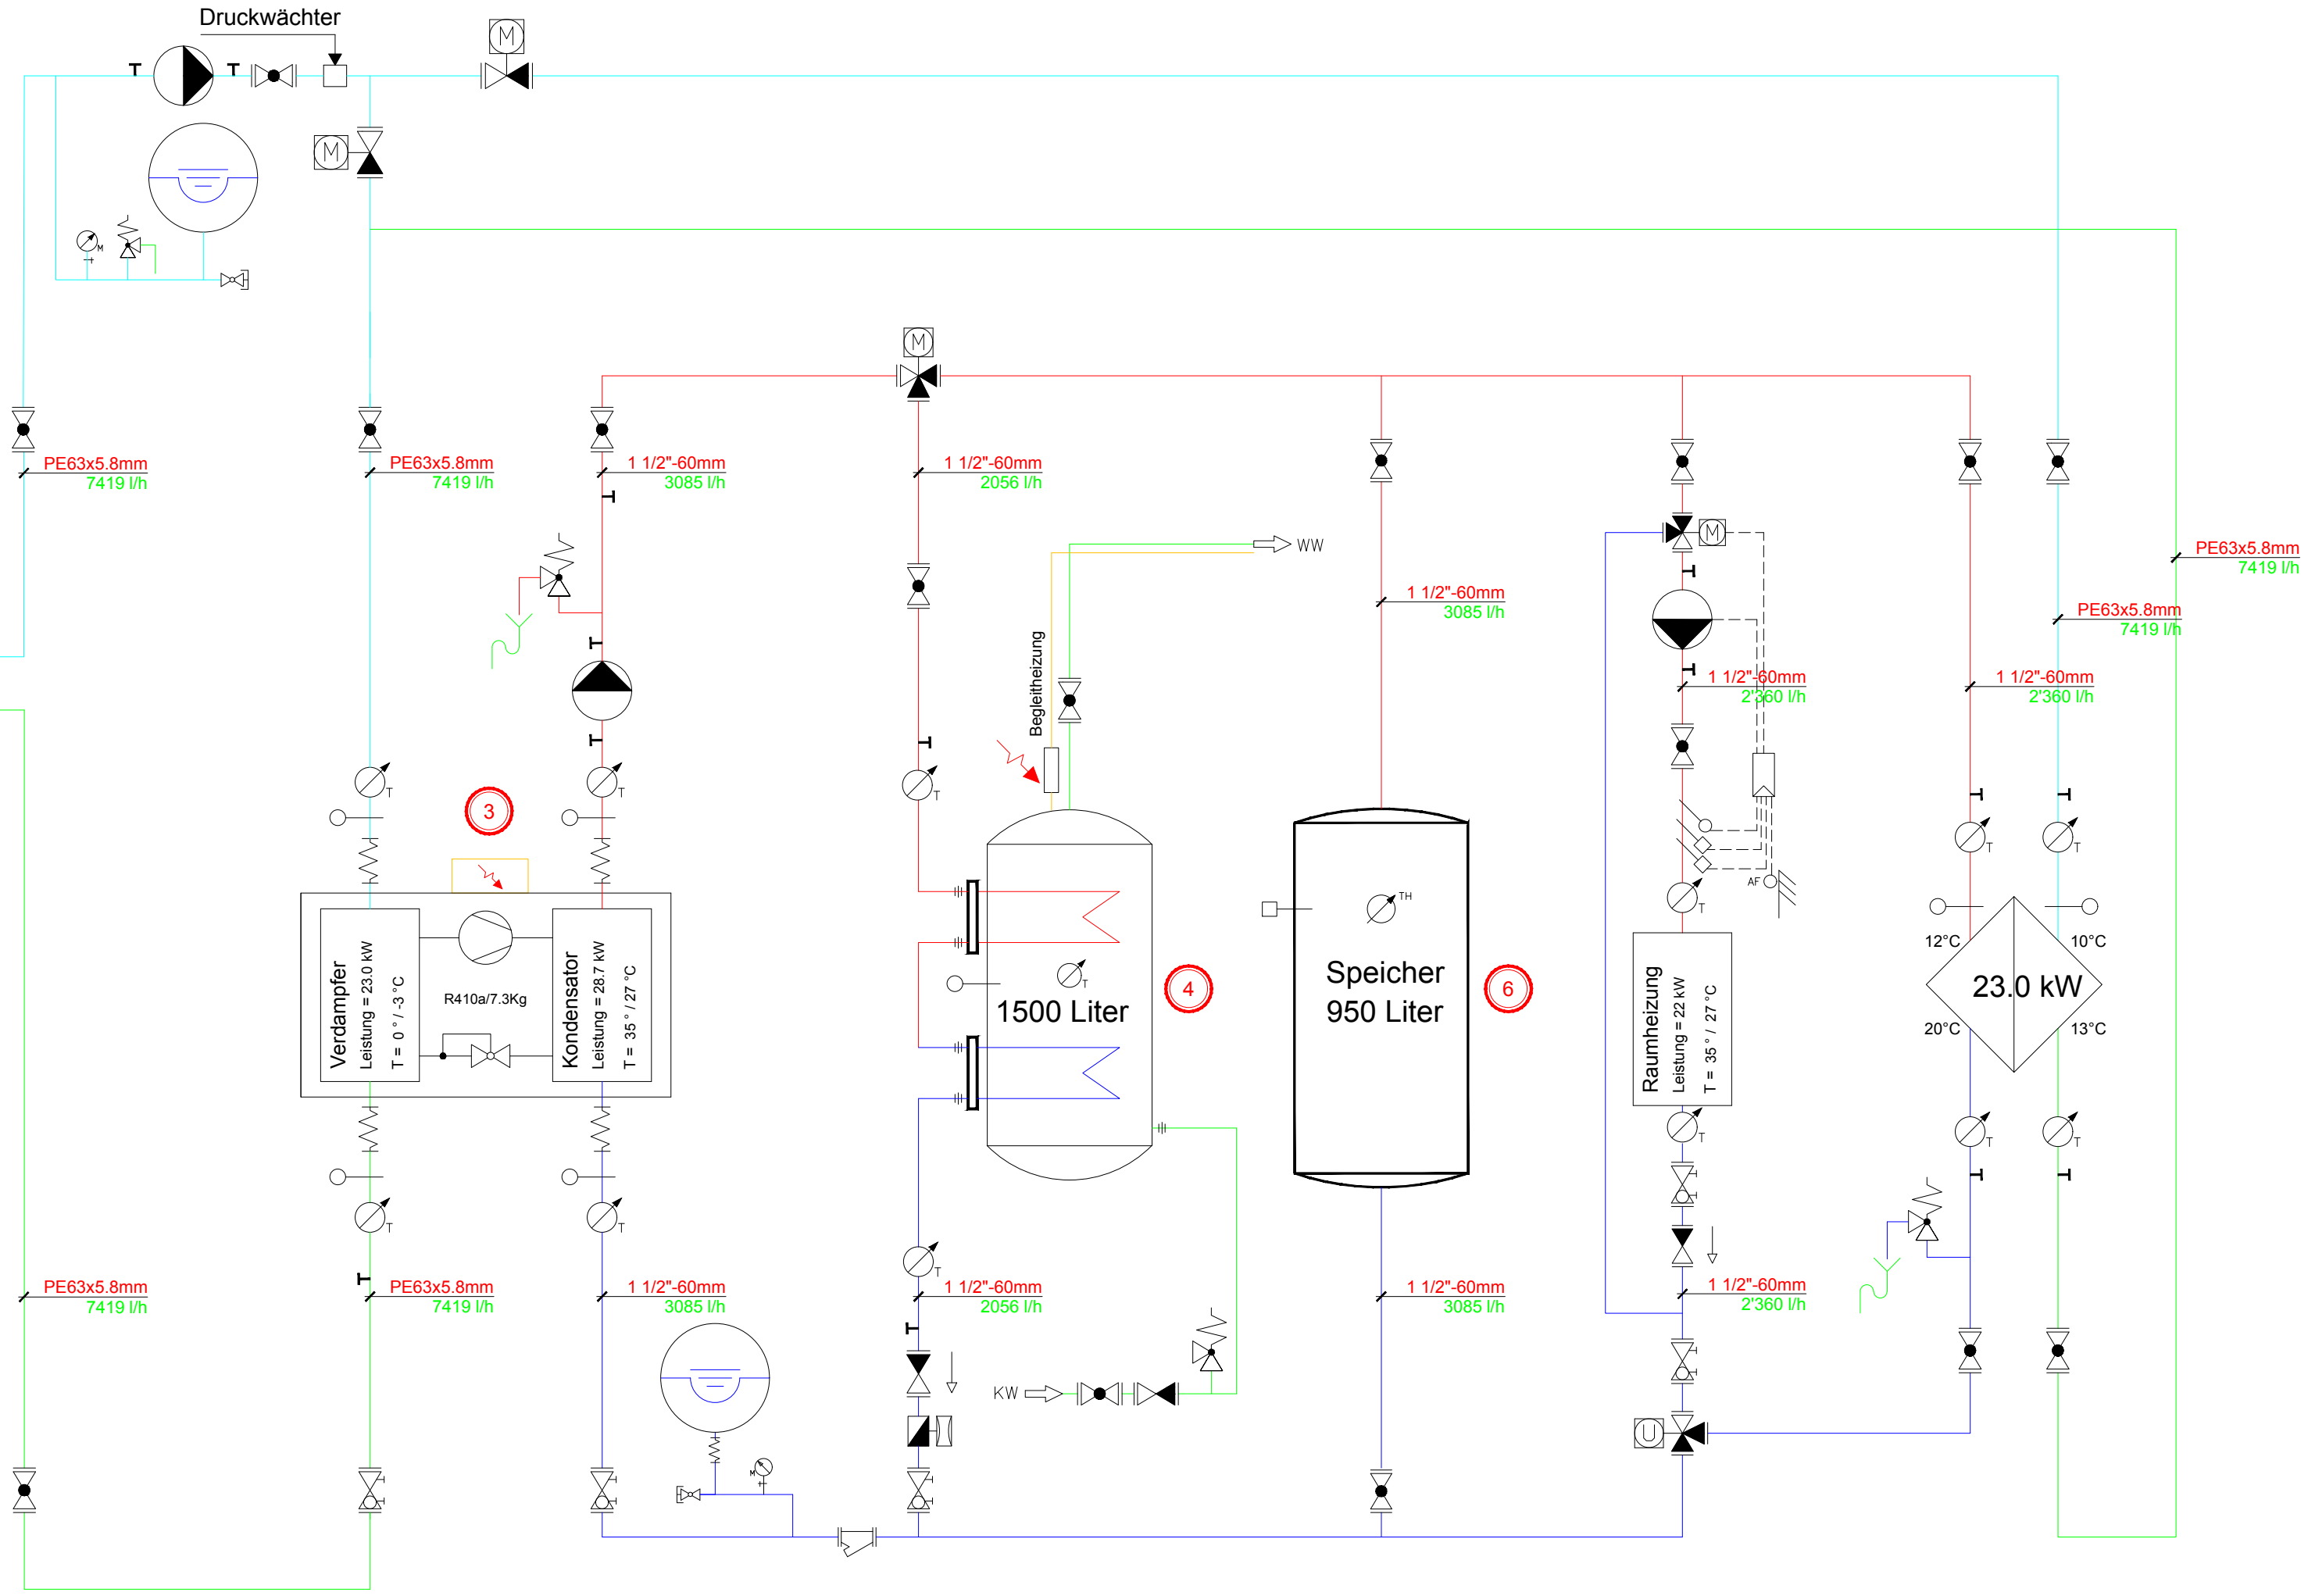 Druckwächter
M
M
M
M
PE63x5.8mm
7419 l/h
PE63x5.8mm
7419 l/h
1 1/2"-60mm
3085 l/h
1 1/2"-60mm
2056 l/h
M
WW
PE63x5.8mm
7419 l/h
1 1/2"-60mm
3085 l/h
PE63x5.8mm
7419 l/h
Begleitheizung
1 1/2"-60mm
2'360 l/h
1 1/2"-60mm
2'360 l/h
T
T
T
3
T
T
T
AF
TH
T
Verdampfer
Leistung = 23.0 kW
T = 0 ° / -3 °C
R410a/7.3Kg
Kondensator
Leistung = 28.7 kW
T = 35 ° / 27 °C
T
1500 Liter
4
Speicher
950 Liter
6
Raumheizung
Leistung = 22 kW
T = 35 ° / 27 °C
12°C
10°C
23.0 kW
20°C
13°C
T
T
T
T
T
T
PE63x5.8mm
7419 l/h
PE63x5.8mm
7419 l/h
1 1/2"-60mm
3085 l/h
1 1/2"-60mm
2056 l/h
1 1/2"-60mm
3085 l/h
1 1/2"-60mm
2'360 l/h
KW
U
M